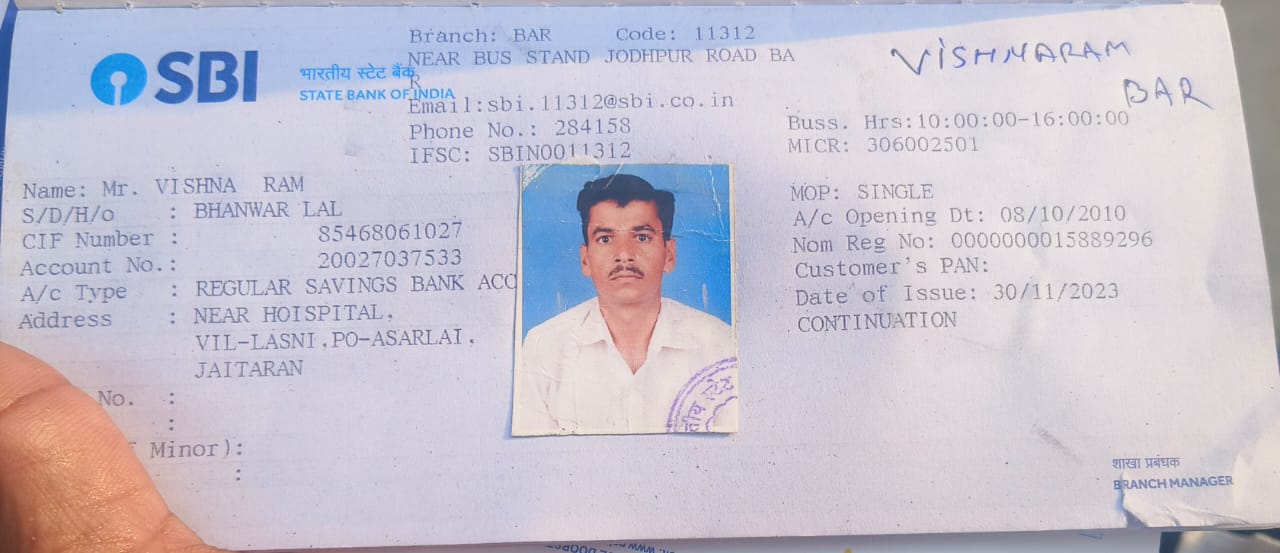 SBI
भारतीय स्टेट बैंक
STATE BANK OF INDIA
Branch: BAR Code: 11312
NEAR BUS STAND JODHPUR ROAD BA
R
Email:sbi.11312@sbi.co.in
Phone No.: 284158
IFSC: SBIN0011312
VISHNARAM
BAR
Buss. Hrs:10:00:00-16:00:00
MICR: 306002501
Name: Mr. VISHNA RAM
S/D/H/o : BHANWAR LAL
CIF Number : 85468061027
Account No.: 20027037533
A/c Type : REGULAR SAVINGS BANK ACC
Address : NEAR HOISPITAL,
VIL-LASNI,PO-ASARLAI,
JAITARAN
No. :
:
Minor):
:
MOP: SINGLE
A/c Opening Dt: 08/10/2010
Nom Reg No: 0000000015889296
Customer's PAN:
Date of Issue: 30/11/2023
CONTINUATION
स्टेट
शाखा प्रबंधक
BRANCH MANAGER